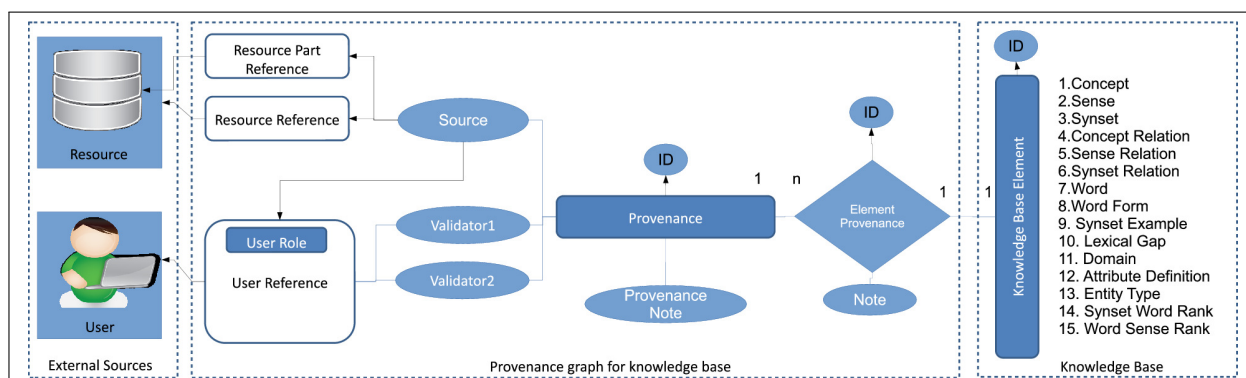 Resource
User
External Sources
Resource Part
Reference
Resource Reference
Source
User Role
User Reference
Validator1
Validator2
ID
Provenance
Provenance
Note
1
n
ID
Element
Provenance
Note
1
1
Provenance graph for knowledge base
ID
Knowledge Base Element
1.Concept
2.Sense
3.Synset
4.Concept Relation
5.Sense Relation
6.Synset Relation
7.Word
8.Word Form
9. Synset Example
10. Lexical Gap
11. Domain
12. Attribute Definition
13. Entity Type
14. Synset Word Rank
15. Word Sense Rank
Knowledge Base